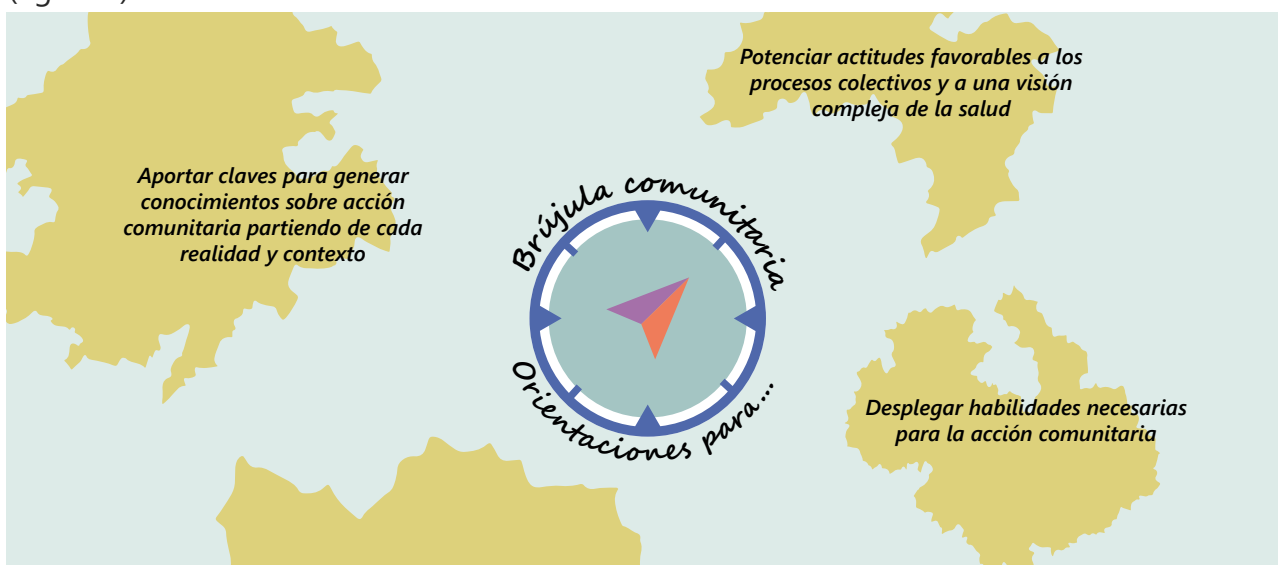 Aportar claves para generar
conocimientos sobre acción
comunitaria partiendo de cada
realidad y contexto
Potenciar actitudes favorables a los
procesos colectivos y a una visión
compleja de la salud
Brújula comunitaria
Orientaciones para...
Desplegar habilidades necesarias
para la acción comunitaria